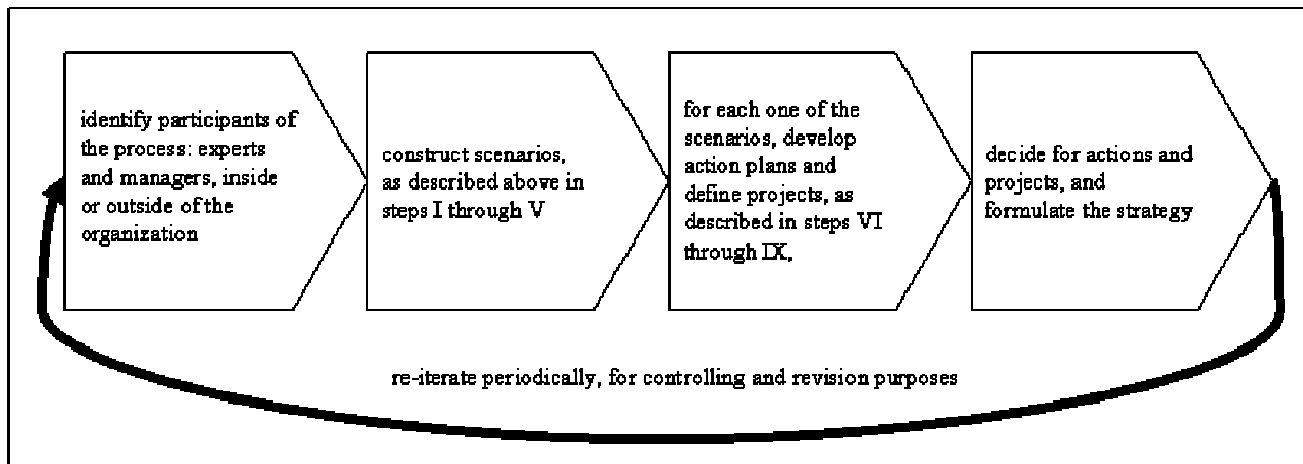 identify participants of
the process: experts
and managers, inside
or outside of the
organization
construct scenarios,
as described above in
steps I through V
for each one of the
scenarios, develop
action plans and
define projects, as
described in steps VI
through IX.
decide for actions and
projects, and
formulate the strategy
re-iterate periodically, for controlling and revision purposes